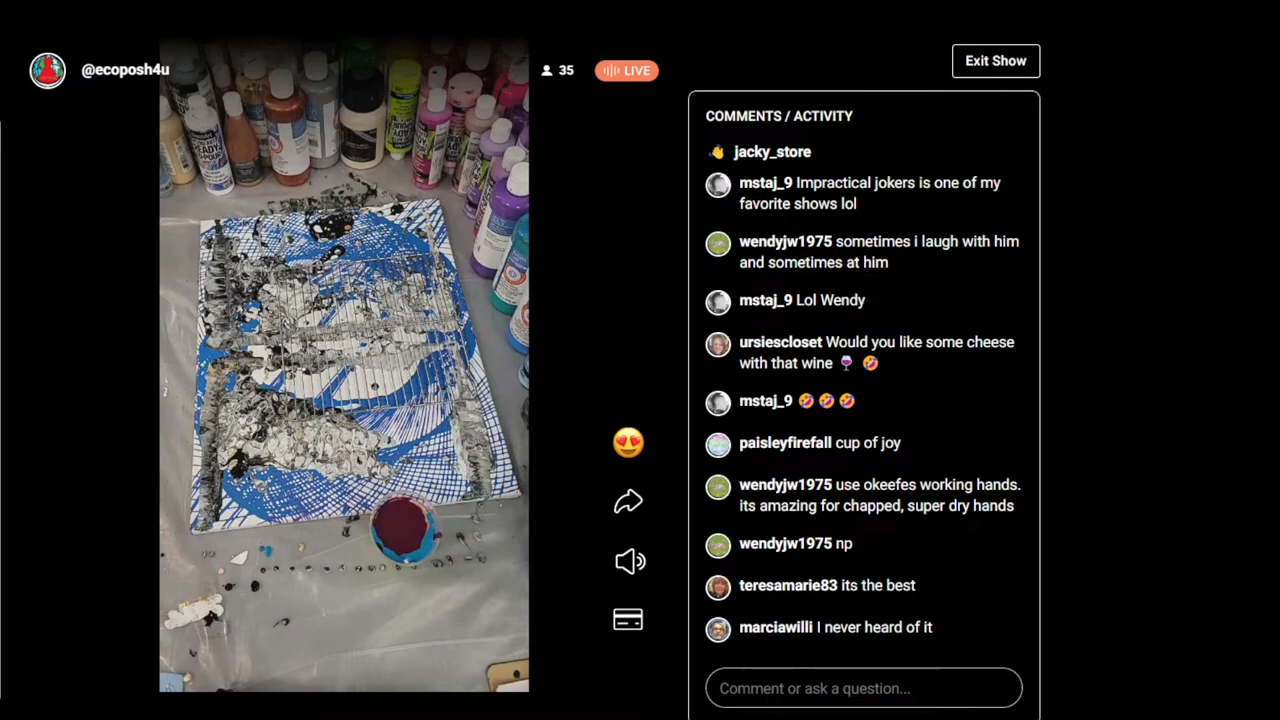 @ecoposh4u
35
LIVE
Exit Show
COMMENTS / ACTIVITY
jacky_store
mstaj_9 Impractical jokers is one of my
favorite shows lol
wendyjw1975 sometimes i laugh with him
and sometimes at him
mstaj_9 Lol Wendy
ursiescloset Would you like some cheese
with that wine 🍷 🤣
mstaj_9 🤣 🤣 🤣
paisleyfirefall cup of joy
wendyjw1975 use okeefes working hands.
its amazing for chapped, super dry hands
wendyjw1975 np
teresamarie83 its the best
marciawilli I never heard of it
Comment or ask a question...